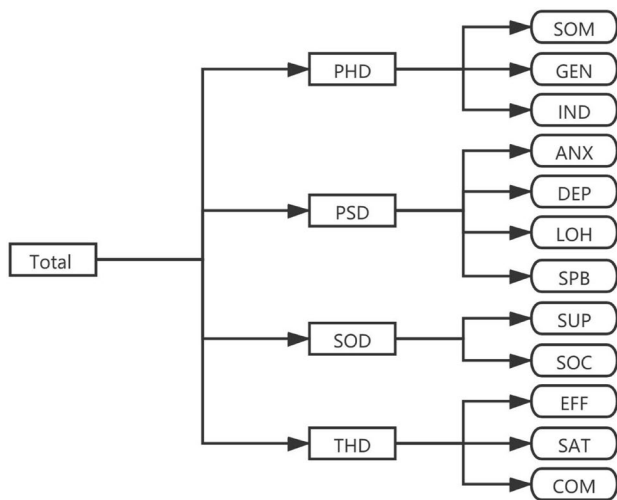 Total
PHD
SOM
GEN
IND
PSD
ANX
DEP
LOH
SPB
SOD
SUP
SOC
THD
EFF
SAT
COM